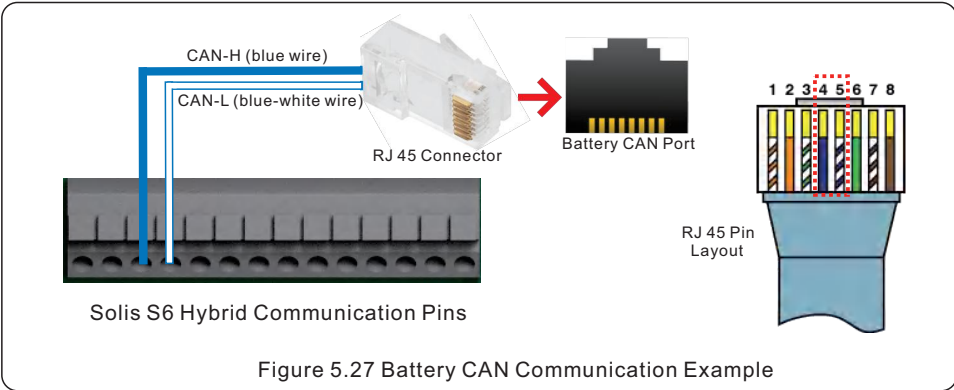 CAN-H (blue wire)
CAN-L (blue-white wire)
RJ 45 Connector
Battery CAN Port
1 2 3 4 5 6 7 8
RJ 45 Pin
Layout
Solis S6 Hybrid Communication Pins
Figure 5.27 Battery CAN Communication Example